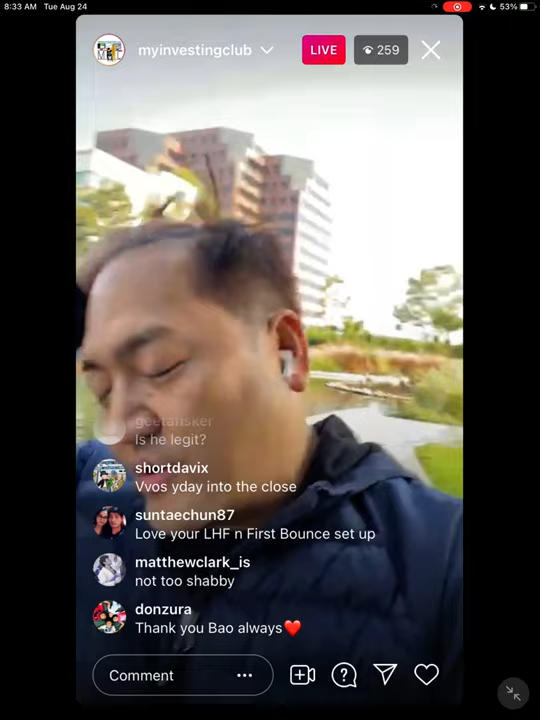 8:33 AM Tue Aug 24
53%
myinvestingclub
LIVE
259
geetansker
Is he legit?
shortdavix
Vvos yday into the close
suntaechun87
Love your LHF n First Bounce set up
matthewclark_is
not too shabby
donzura
Thank you Bao always❤️
Comment